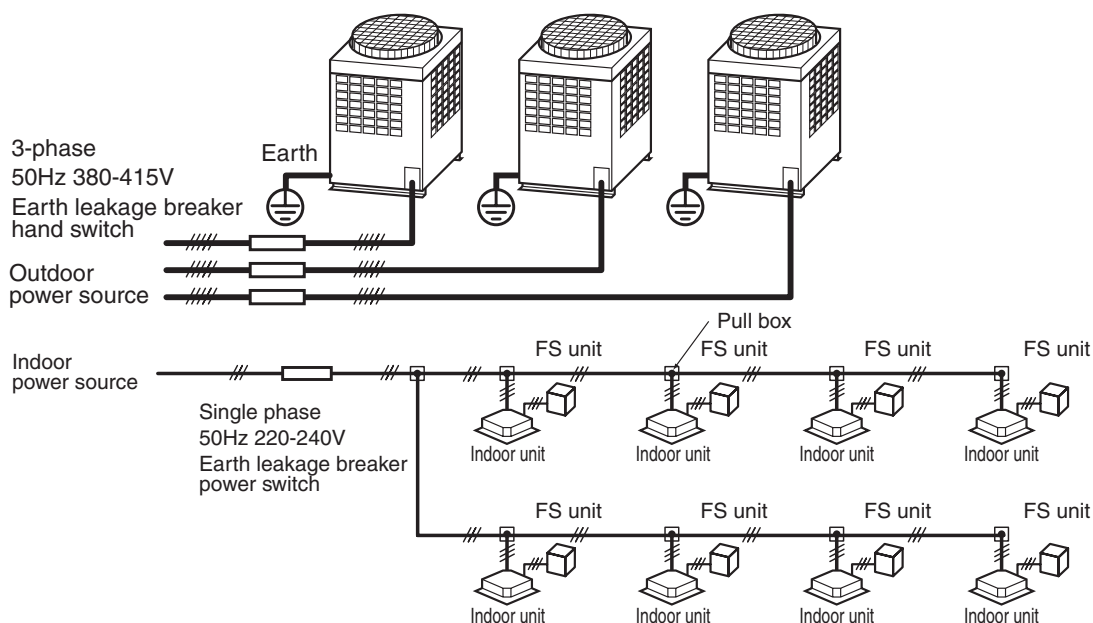 3-phase
50Hz 380-415V
Earth leakage breaker
hand switch
Earth
Outdoor
power source
Pull box
Indoor
power source
FS unit
FS unit
FS unit
FS unit
Single phase
50Hz 220-240V
Earth leakage breaker
power switch
Indoor unit
Indoor unit
Indoor unit
Indoor unit
FS unit
FS unit
FS unit
FS unit
Indoor unit
Indoor unit
Indoor unit
Indoor unit